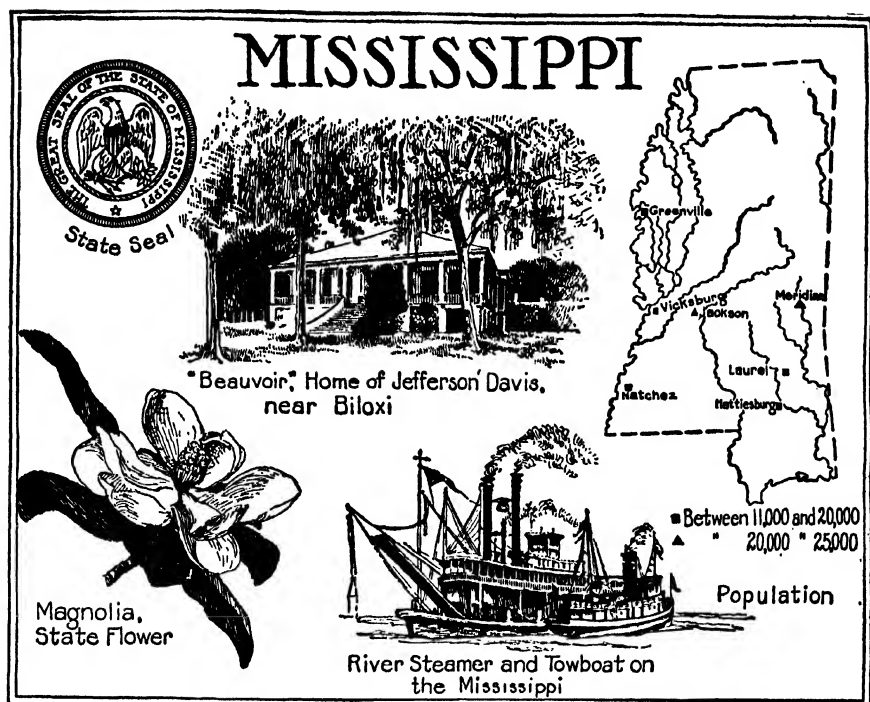 MISSISSIPPI
THE GREAT SEAL OF THE STATE OF MISSISSIPPI
State Seal
"Beauvoir," Home of Jefferson Davis,
near Biloxi
Greenville
Vicksburg
Jackson
Meridian
Laurel
Natchez
Hattiesburg
Between 11,000 and 20,000
" 20,000 " 25,000
Population
Magnolia,
State Flower
River Steamer and Towboat on
the Mississippi